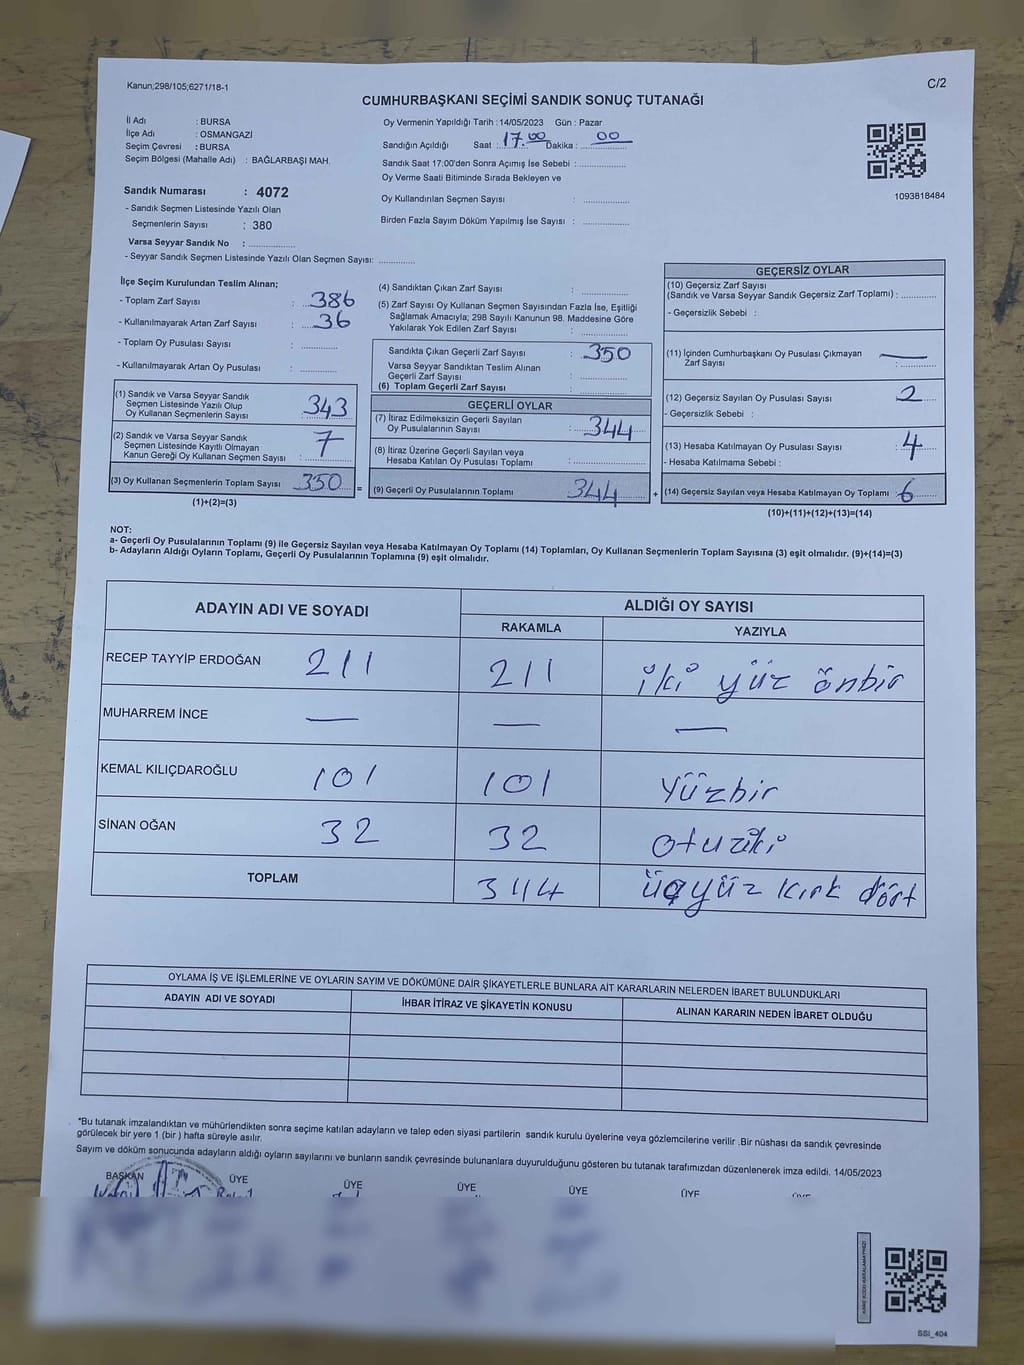 Kanun;298/105;6271/18-1
C/2
CUMHURBAŞKANI SEÇİMİ SANDIK SONUÇ TUTANAĞI
İl Adı : BURSA
İlçe Adı : OSMANGAZİ
Seçim Çevresi : BURSA
Seçim Bölgesi (Mahalle Adı) : BAĞLARBAŞI MAH.
Oy Vermenin Yapıldığı Tarih :14/05/2023 Gün : Pazar
Sandığın Açıldığı Saat : 17.00 Dakika : 00
Sandık Saat 17:00'den Sonra Açımış İse Sebebi :
Oy Verme Saati Bitiminde Sırada Bekleyen ve
Oy Kullandırılan Seçmen Sayısı :
Birden Fazla Sayım Döküm Yapılmış İse Sayısı :
1093818484
Sandık Numarası : 4072
- Sandık Seçmen Listesinde Yazılı Olan
Seçmenlerin Sayısı : 380
Varsa Seyyar Sandık No :
- Seyyar Sandık Seçmen Listesinde Yazılı Olan Seçmen Sayısı:
İlçe Seçim Kurulundan Teslim Alınan;
- Toplam Zarf Sayısı : 386
- Kullanılmayarak Artan Zarf Sayısı : 36
- Toplam Oy Pusulası Sayısı :
- Kullanılmayarak Artan Oy Pusulası :
(1) Sandık ve Varsa Seyyar Sandık
Seçmen Listesinde Yazılı Olup
Oy Kullanan Seçmenlerin Sayısı : 343
(2) Sandık ve Varsa Seyyar Sandık
Seçmen Listesinde Kayıtlı Olmayan
Kanun Gereği Oy Kullanan Seçmen Sayısı : 7
(3) Oy Kullanan Seçmenlerin Toplam Sayısı 350
(1)+(2)=(3)
(4) Sandıktan Çıkan Zarf Sayısı :
(5) Zarf Sayısı Oy Kullanan Seçmen Sayısından Fazla İse, Eşitliği
Sağlamak Amacıyla; 298 Sayılı Kanunun 98. Maddesine Göre
Yakılarak Yok Edilen Zarf Sayısı :
Sandıkta Çıkan Geçerli Zarf Sayısı : 350
Varsa Seyyar Sandıktan Teslim Alınan
Geçerli Zarf Sayısı :
(6) Toplam Geçerli Zarf Sayısı :
GEÇERLİ OYLAR
(7) İtiraz Edilmeksizin Geçerli Sayılan
Oy Pusulalarının Sayısı : 344
(8) İtiraz Üzerine Geçerli Sayılan veya
Hesaba Katılan Oy Pusulası Toplamı :
= (9) Geçerli Oy Pusulalarının Toplamı 344 +
GEÇERSİZ OYLAR
(10) Geçersiz Zarf Sayısı
(Sandık ve Varsa Seyyar Sandık Geçersiz Zarf Toplamı) :
- Geçersizlik Sebebi :
(11) İçinden Cumhurbaşkanı Oy Pusulası Çıkmayan
Zarf Sayısı : —
(12) Geçersiz Sayılan Oy Pusulası Sayısı : 2
- Geçersizlik Sebebi :
(13) Hesaba Katılmayan Oy Pusulası Sayısı : 4
- Hesaba Katılmama Sebebi :
(14) Geçersiz Sayılan veya Hesaba Katılmayan Oy Toplamı : 6
(10)+(11)+(12)+(13)=(14)
NOT:
a- Geçerli Oy Pusulalarının Toplamı (9) ile Geçersiz Sayılan veya Hesaba Katılmayan Oy Toplamı (14) Toplamları, Oy Kullanan Seçmenlerin Toplam Sayısına (3) eşit olmalıdır. (9)+(14)=(3)
b- Adayların Aldığı Oyların Toplamı, Geçerli Oy Pusulalarının Toplamına (9) eşit olmalıdır.
ADAYIN ADI VE SOYADI
ALDIĞI OY SAYISI
RAKAMLA YAZIYLA
RECEP TAYYİP ERDOĞAN 211 211 iki yüz önbir
MUHARREM İNCE — — —
KEMAL KILIÇDAROĞLU 101 101 Yüzbir
SİNAN OĞAN 32 32 otuziki
TOPLAM 344 üçyüz kırk dört
OYLAMA İŞ VE İŞLEMLERİNE VE OYLARIN SAYIM VE DÖKÜMÜNE DAİR ŞİKAYETLERLE BUNLARA AİT KARARLARIN NELERDEN İBARET BULUNDUKLARI
ADAYIN ADI VE SOYADI İHBAR İTİRAZ VE ŞİKAYETİN KONUSU ALINAN KARARIN NEDEN İBARET OLDUĞU
*Bu tutanak imzalandıktan ve mühürlendikten sonra seçime katılan adayların ve talep eden siyasi partilerin sandık kurulu üyelerine veya gözlemcilerine verilir .Bir nüshası da sandık çevresinde
görülecek bir yere 1 (bir ) hafta süreyle asılır.
Sayım ve döküm sonucunda adayların aldığı oyların sayılarını ve bunların sandık çevresinde bulunanlara duyurulduğunu gösteren bu tutanak tarafımızdan düzenlenerek imza edildi. 14/05/2023
BAŞKAN ÜYE ÜYE ÜYE ÜYE ÜYE
SSİ_404